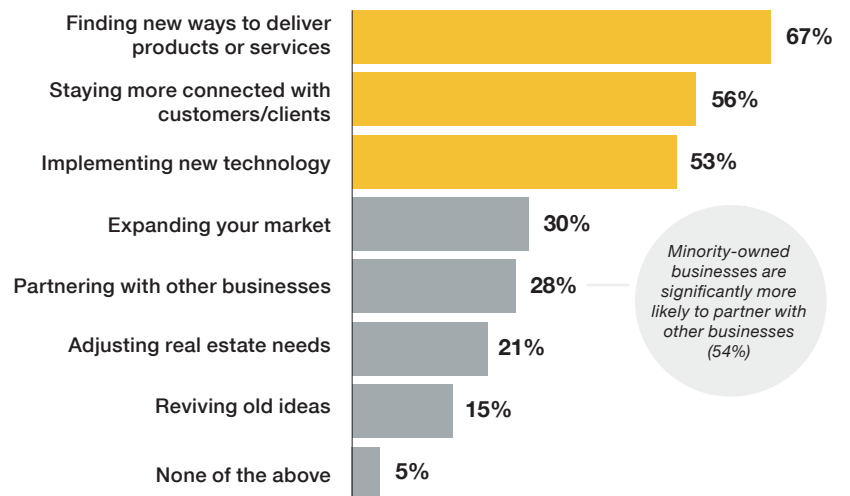 Finding new ways to deliver
products or services
67%
Staying more connected with
customers/clients
56%
Implementing new technology
53%
Expanding your market
30%
Partnering with other businesses
28%
Minority-owned
businesses are
significantly more
likely to partner with
other businesses
(54%)
Adjusting real estate needs
21%
Reviving old ideas
15%
None of the above
5%